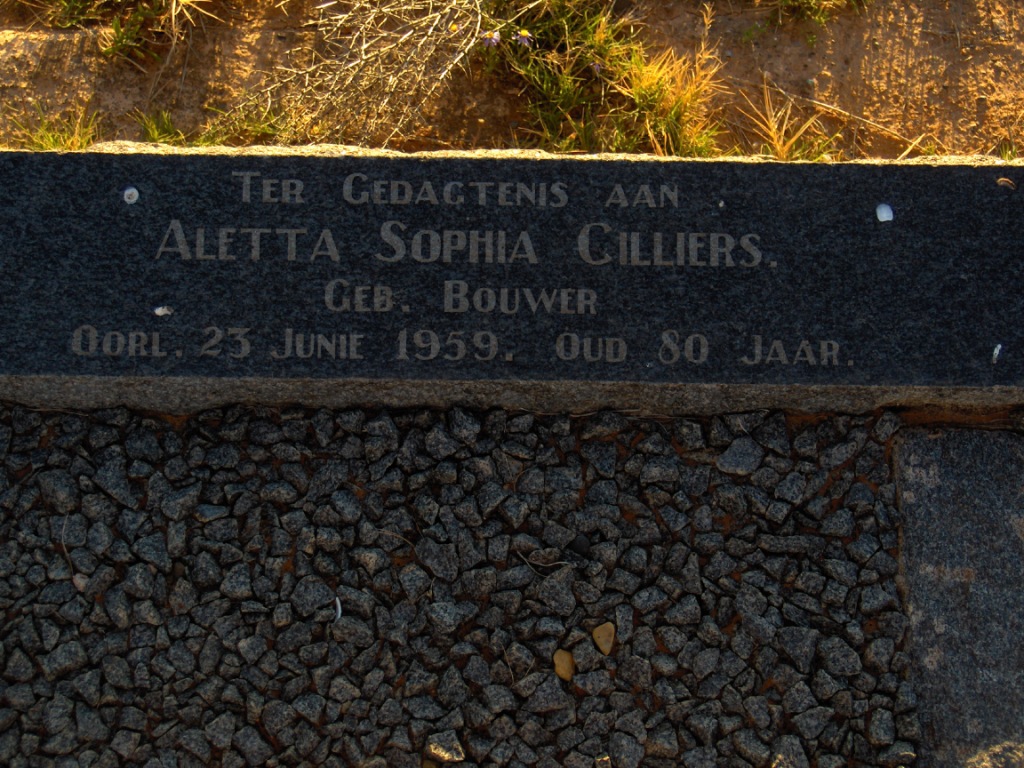 TER GEDAGTENIS AAN
ALETTA SOPHIA CILLIERS.
GEB. BOUWER
OORL. 23 JUNIE 1959. OUD 80 JAAR.